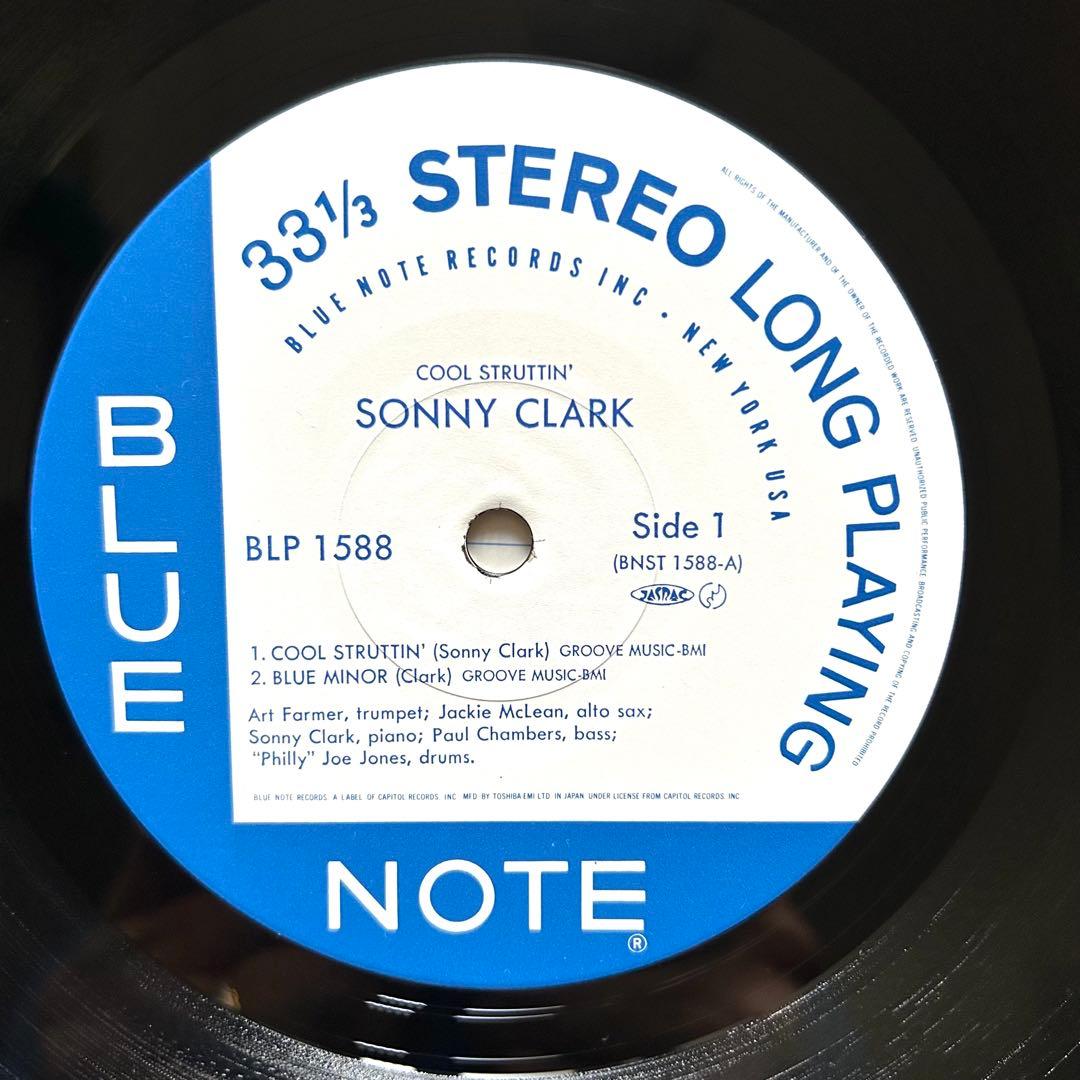 33⅓ STEREO LONG PLAYING
BLUE NOTE RECORDS INC • NEW YORK USA
ALL RIGHTS OF THE MANUFACTURER AND OF THE OWNER OF THE RECORDED WORK ARE RESERVED. UNAUTHORIZED PUBLIC PERFORMANCE BROADCASTING AND COPYING OF THE RECORD PROHIBITED
COOL STRUTTIN'
SONNY CLARK
BLP 1588
Side 1
(BNST 1588-A)
JASRAC
1. COOL STRUTTIN' (Sonny Clark) GROOVE MUSIC-BMI
2. BLUE MINOR (Clark) GROOVE MUSIC-BMI
Art Farmer, trumpet; Jackie McLean, alto sax;
Sonny Clark, piano; Paul Chambers, bass;
“Philly” Joe Jones, drums.
BLUE NOTE RECORDS. A LABEL OF CAPITOL RECORDS. INC. MFD BY TOSHIBA-EMI LTD. IN JAPAN. UNDER LICENSE FROM CAPITOL RECORDS. INC.
BLUE
NOTE®